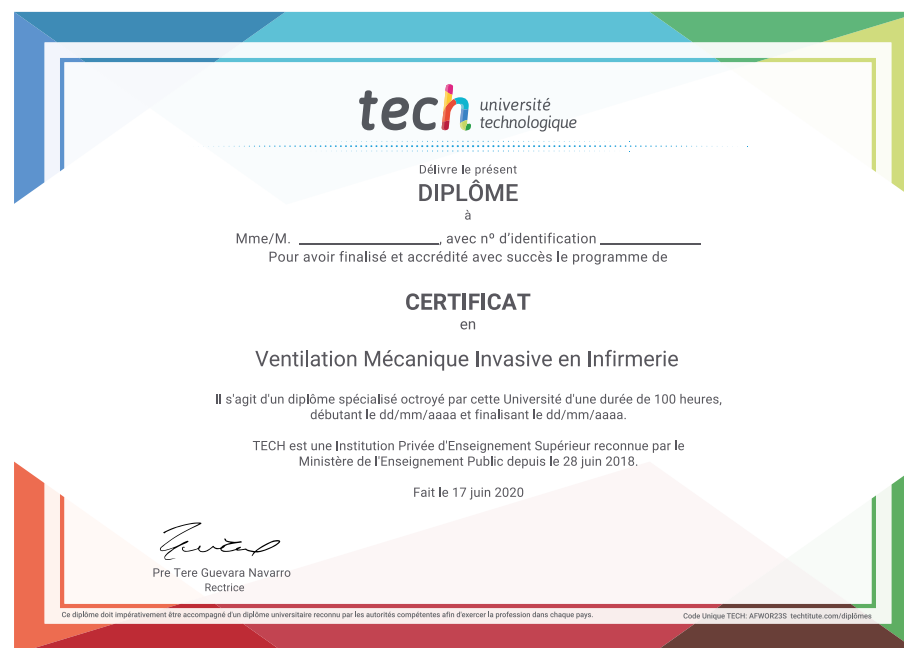 tech université
technologique
Délivre le présent
DIPLÔME
à
Mme/M. ____________________, avec nº d'identification ______________
Pour avoir finalisé et accrédité avec succès le programme de
CERTIFICAT
en
Ventilation Mécanique Invasive en Infirmerie
Il s'agit d'un diplôme spécialisé octroyé par cette Université d'une durée de 100 heures,
débutant le dd/mm/aaaa et finalisant le dd/mm/aaaa.
TECH est une Institution Privée d'Enseignement Supérieur reconnue par le
Ministère de l'Enseignement Public depuis le 28 juin 2018.
Fait le 17 juin 2020
Pre Tere Guevara Navarro
Rectrice
Ce diplôme doit impérativement être accompagné d'un diplôme universitaire reconnu par les autorités compétentes afin d'exercer la profession dans chaque pays.
Code Unique TECH: AFWOR23S techtitute.com/diplômes